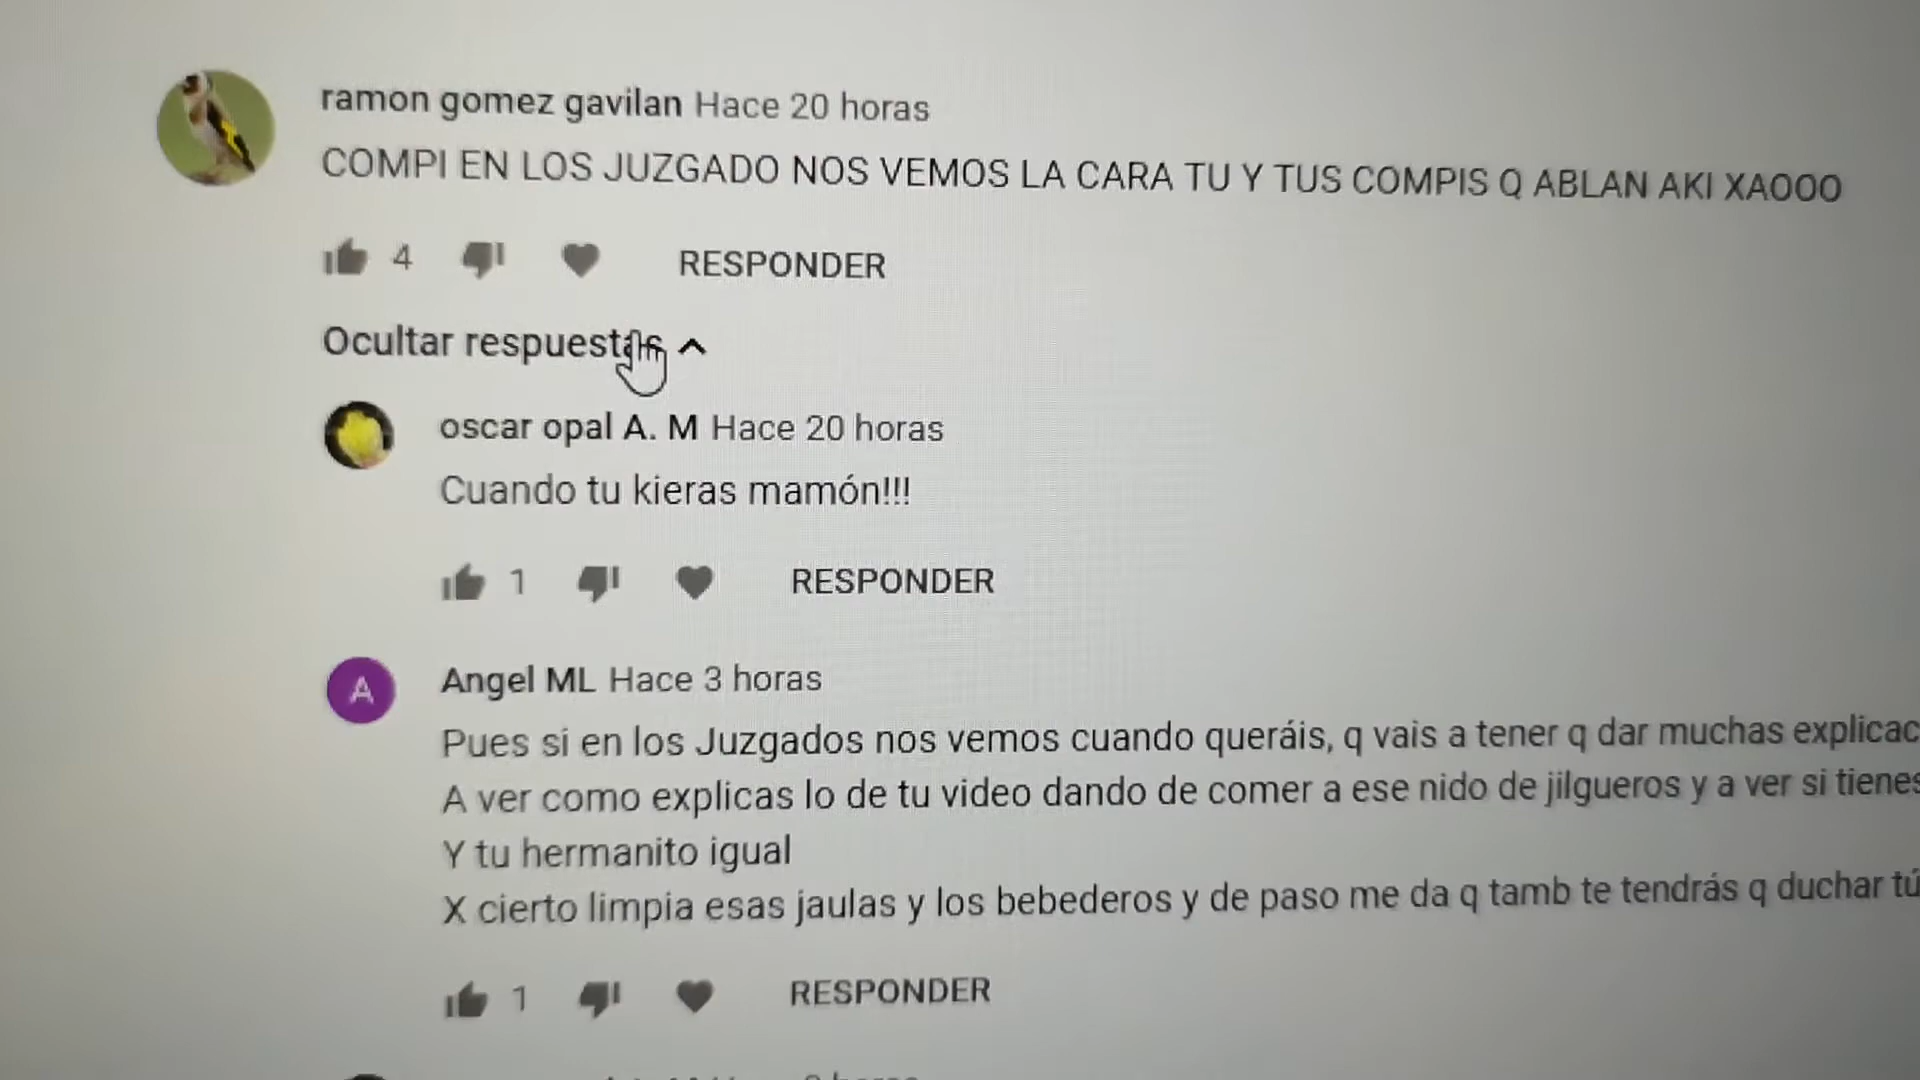 ramon gomez gavilan Hace 20 horas
COMPI EN LOS JUZGADO NOS VEMOS LA CARA TU Y TUS COMPIS Q ABLAN AKI XAOOO
4 RESPONDER
Ocultar respuestas
oscar opal A. M Hace 20 horas
Cuando tu kieras mamón!!!
1 RESPONDER
A
Angel ML Hace 3 horas
Pues si en los Juzgados nos vemos cuando queráis, q vais a tener q dar muchas explicac
A ver como explicas lo de tu video dando de comer a ese nido de jilgueros y a ver si tienes
Y tu hermanito igual
X cierto limpia esas jaulas y los bebederos y de paso me da q tamb te tendrás q duchar tú
1 RESPONDER